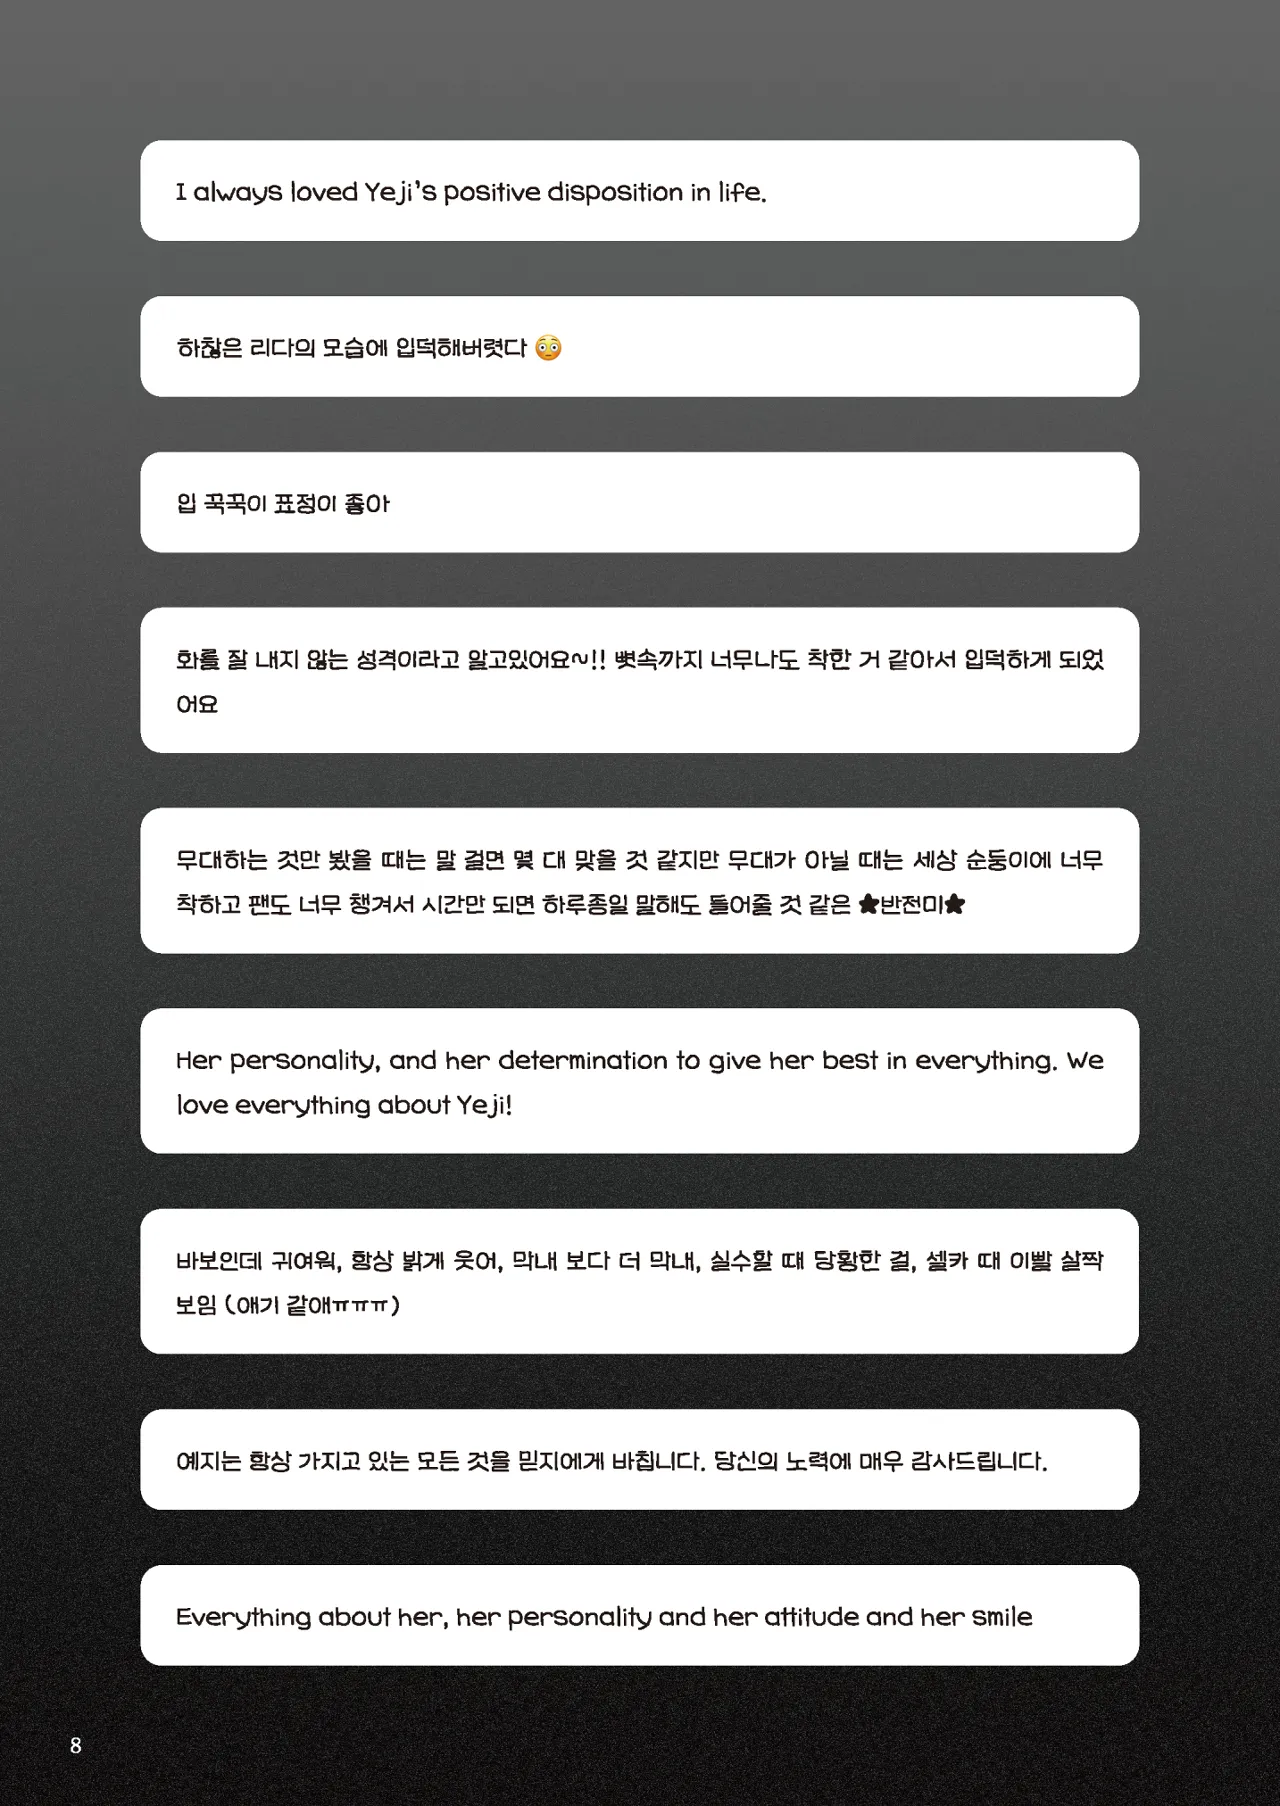 I always loved Yeji's positive disposition in life.
하찮은 리다의 모습에 입덕해버렷다 😳
입 꾹꾹이 표정이 좋아
화를 잘 내지 않는 성격이라고 알고있어요~!! 뼛속까지 너무나도 착한 거 같아서 입덕하게 되었
어요
무대하는 것만 봤을 때는 말 걸면 몇 대 맞을 것 같지만 무대가 아닐 때는 세상 순둥이에 너무
착하고 팬도 너무 챙겨서 시간만 되면 하루종일 말해도 들어줄 것 같은 ★반전미★
Her personality, and her determination to give her best in everything. We
love everything about Yeji!
바보인데 귀여워, 항상 밝게 웃어, 막내 보다 더 막내, 실수할 때 당황한 걸, 셀카 때 이빨 살짝
보임 (애기 같애ㅠㅠㅠ)
예지는 항상 가지고 있는 모든 것을 믿지에게 바칩니다. 당신의 노력에 매우 감사드립니다.
Everything about her, her personality and her attitude and her smile
8